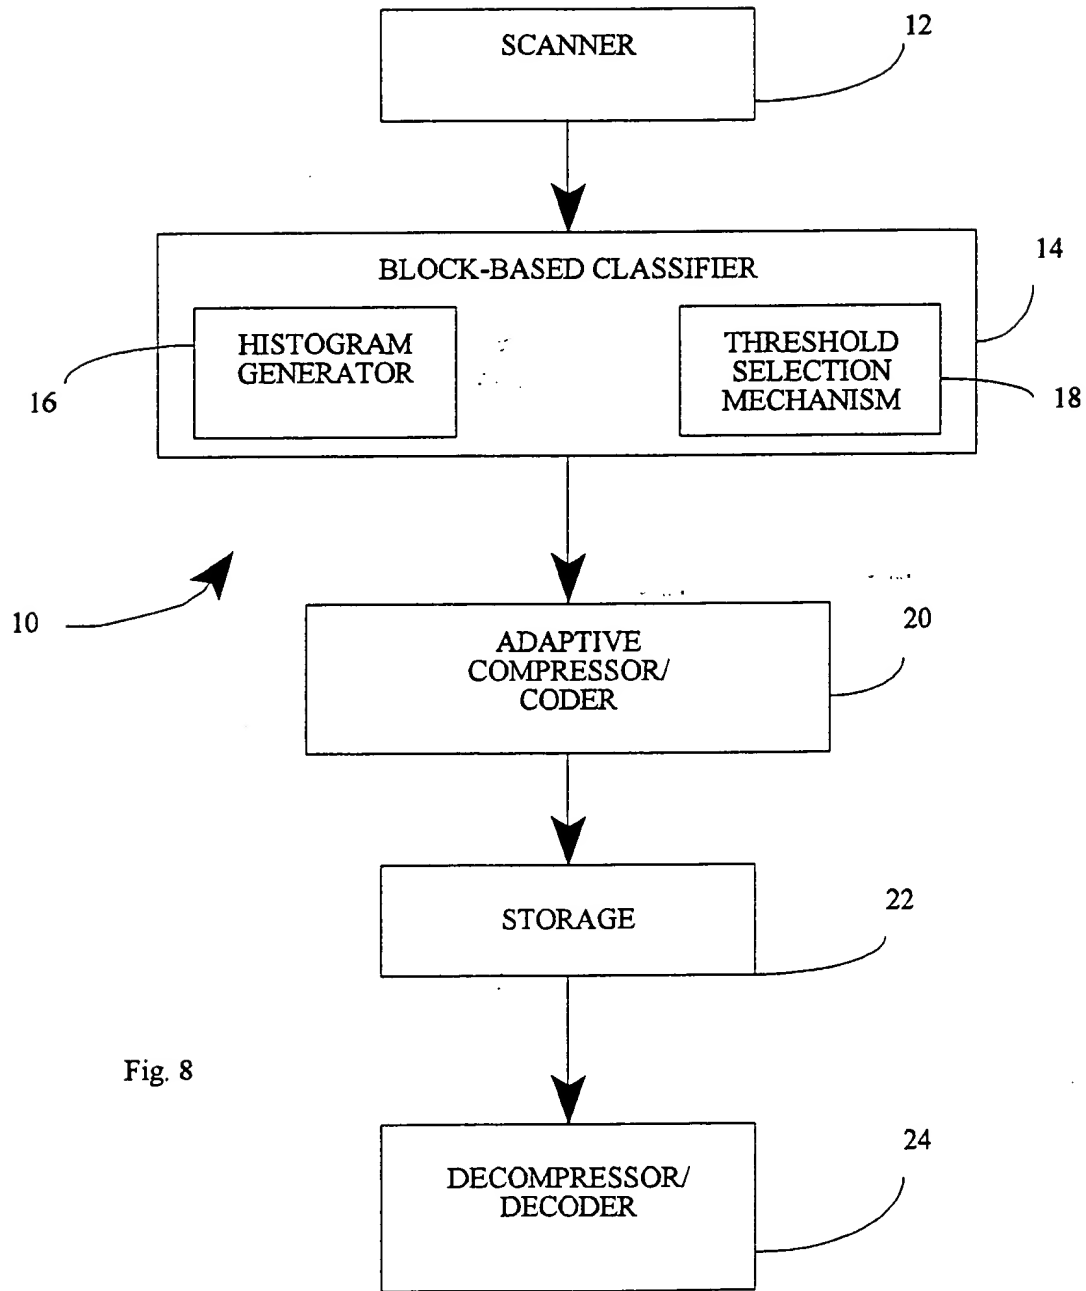 SCANNER
12
BLOCK-BASED CLASSIFIER
14
HISTOGRAM
GENERATOR
16
THRESHOLD
SELECTION
MECHANISM
18
10
ADAPTIVE
COMPRESSOR/
CODER
20
STORAGE
22
Fig. 8
DECOMPRESSOR/
DECODER
24